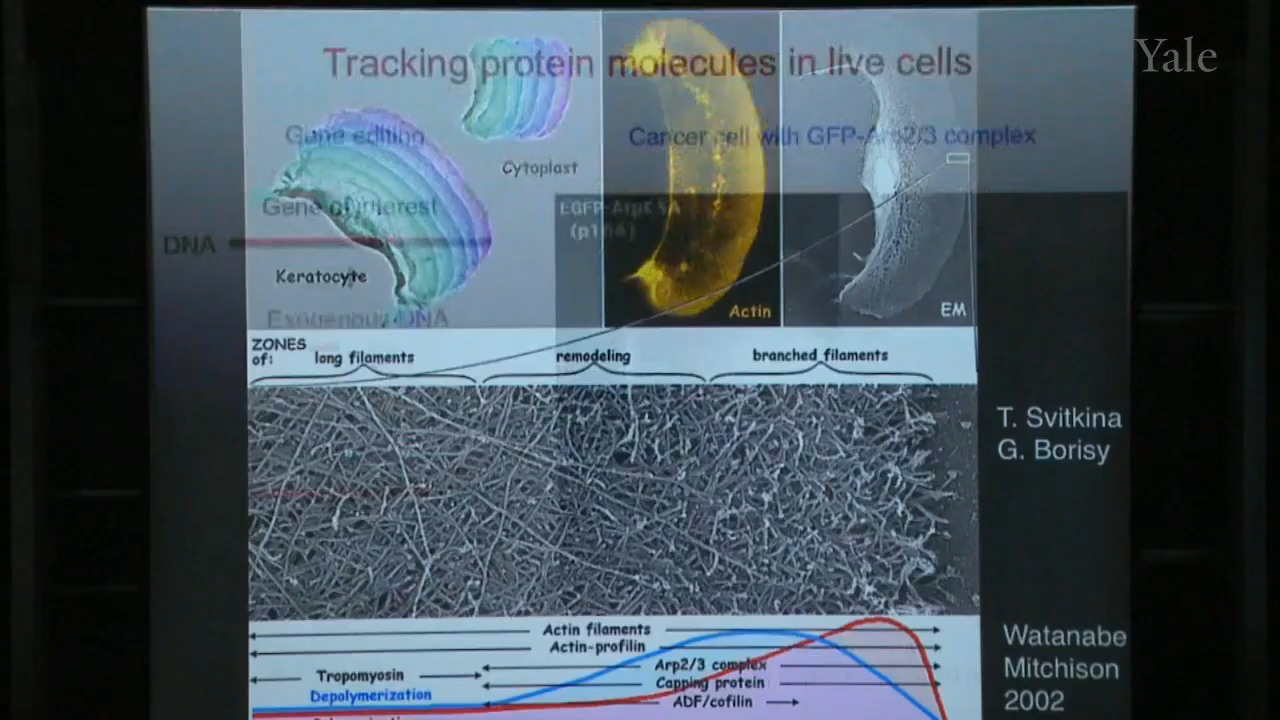 Tracking protein molecules in live cells
Yale
Gene editing
Cancer cell with GFP-Arp2/3 complex
Cytoplast
Gene of interest
DNA
Keratocyte
Exogenous DNA
Actin
EM
ZONES
of:
long filaments
remodeling
branched filaments
T. Svitkina
G. Borisy
Actin filaments
Actin-profilin
Arp2/3 complex
Tropomyosin
Capping protein
Depolymerization
ADF/cofilin
Watanabe
Mitchison
2002